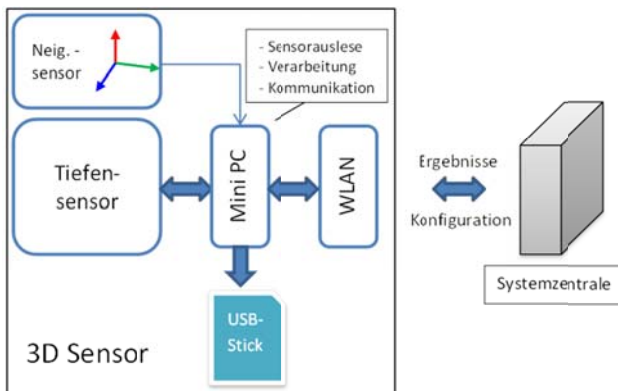 Neig. -
sensor
- Sensorauslese
- Verarbeitung
- Kommunikation
Tiefen-
sensor
Mini PC
WLAN
Ergebnisse
Konfiguration
Systemzentrale
USB-
Stick
3D Sensor